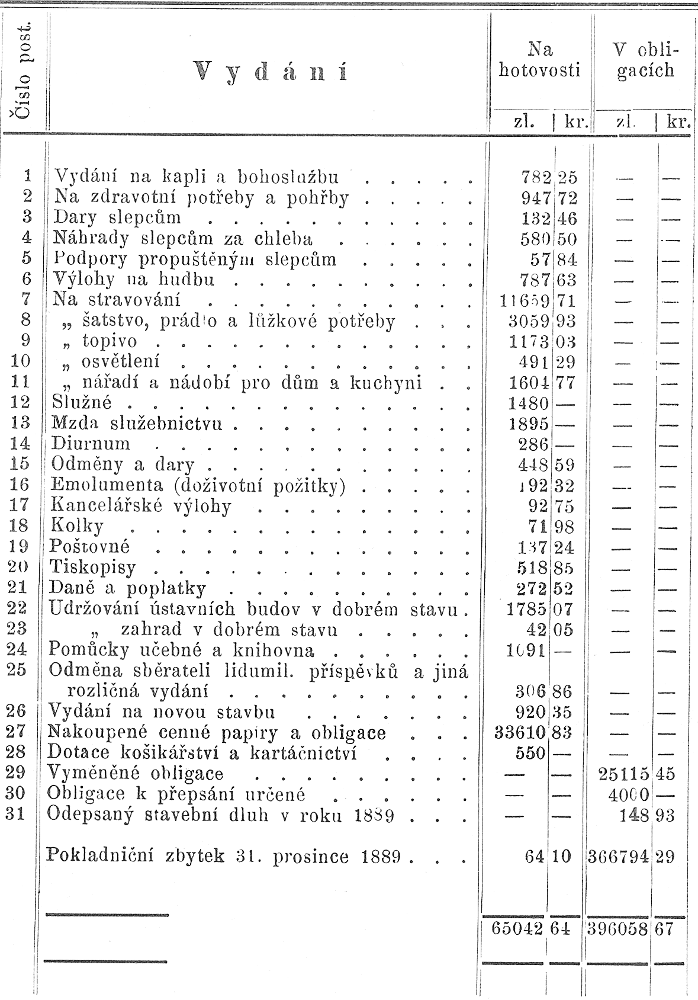 Číslo post. Vydání Na hotovosti V obligacích
zl. kr. zl. kr.
1 Vydání na kapli a bohoslužbu . . . . . 782 25 — —
2 Na zdravotní potřeby a pohřby . . . . . 947 72 — —
3 Dary slepcům . . . . . . . . . . . 132 46 — —
4 Náhrady slepcům za chleba . . . . . . 580 50 — —
5 Podpory propuštěným slepcům . . . . . 57 84 — —
6 Výlohy na hudbu . . . . . . . . . . 787 63 — —
7 Na stravování . . . . . . . . . . . 11659 71 — —
8 „ šatstvo, prádlo a lůžkové potřeby . . . 3059 93 — —
9 „ topivo . . . . . . . . . . . . . 1173 03 — —
10 „ osvětlení . . . . . . . . . . . . 491 29 — —
11 „ nářadí a nádobí pro dům a kuchyni . . 1604 77 — —
12 Služné . . . . . . . . . . . . . . 1480 — — —
13 Mzda služebnictvu . . . . . . . . . . 1895 — — —
14 Diurnum . . . . . . . . . . . . . 286 — — —
15 Odměny a dary . . . . . . . . . . . 448 59 — —
16 Emolumenta (doživotní požitky) . . . . . 192 32 — —
17 Kancelářské výlohy . . . . . . . . . 92 75 — —
18 Kolky . . . . . . . . . . . . . . 71 98 — —
19 Poštovné . . . . . . . . . . . . . 137 24 — —
20 Tiskopisy . . . . . . . . . . . . . 518 85 — —
21 Daně a poplatky . . . . . . . . . . 272 52 — —
22 Udržování ústavních budov v dobrém stavu . 1785 07 — —
23 „ zahrad v dobrém stavu . . . . . 42 05 — —
24 Pomůcky učebné a knihovna . . . . . . 1091 — — —
25 Odměna sběrateli lidumil. příspěvků a jiná
rozličná vydání . . . . . . . . . . 306 86 — —
26 Vydání na novou stavbu . . . . . . . 920 35 — —
27 Nakoupené cenné papiry a obligace . . . 33610 83 — —
28 Dotace košikářství a kartáčnictví . . . . 550 — — —
29 Vyměněné obligace . . . . . . . . . — — 25115 45
30 Obligace k přepsání určené . . . . . . — — 4000 —
31 Odepsaný stavební dluh v roku 1889 . . . — — 148 93
Pokladniční zbytek 31. prosince 1889 . . . 64 10 366794 29
65042 64 396058 67